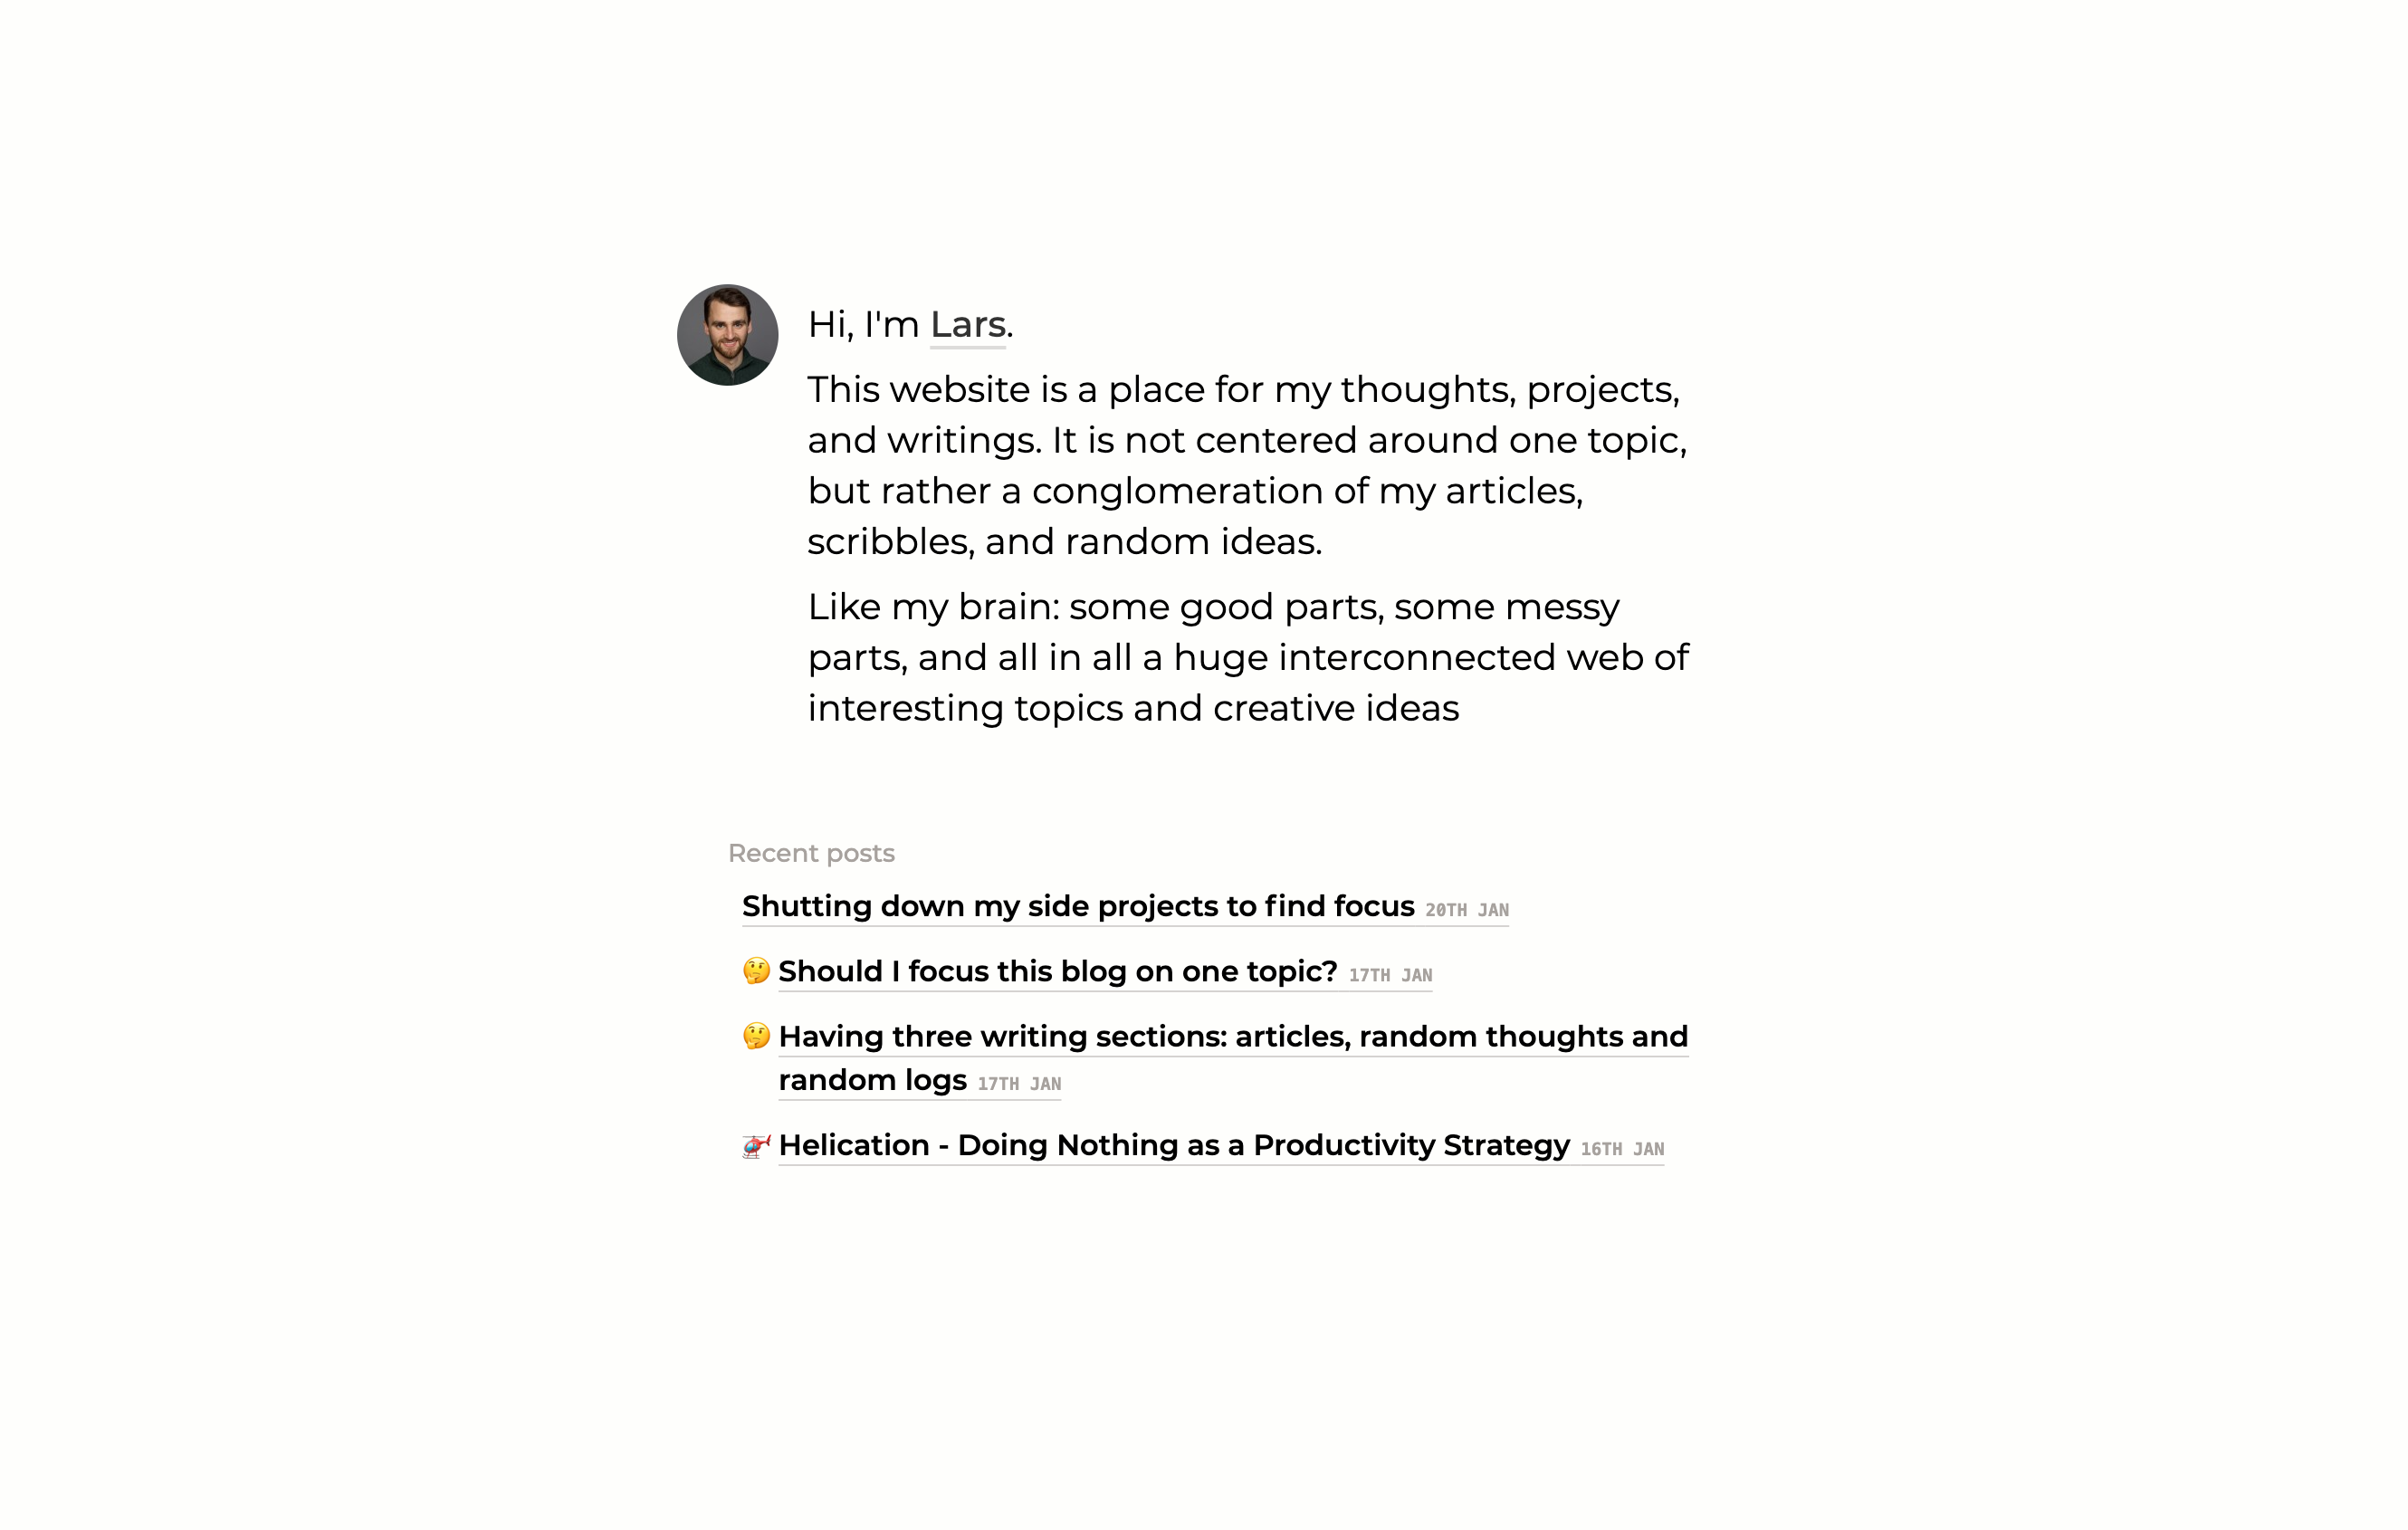 Hi, I'm Lars.
This website is a place for my thoughts, projects,
and writings. It is not centered around one topic,
but rather a conglomeration of my articles,
scribbles, and random ideas.
Like my brain: some good parts, some messy
parts, and all in all a huge interconnected web of
interesting topics and creative ideas
Recent posts
Shutting down my side projects to find focus 20TH JAN
🤔 Should I focus this blog on one topic? 17TH JAN
🤔 Having three writing sections: articles, random thoughts and
random logs 17TH JAN
🚁 Helication - Doing Nothing as a Productivity Strategy 16TH JAN